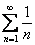 ∞
∑ 1/n
n=1